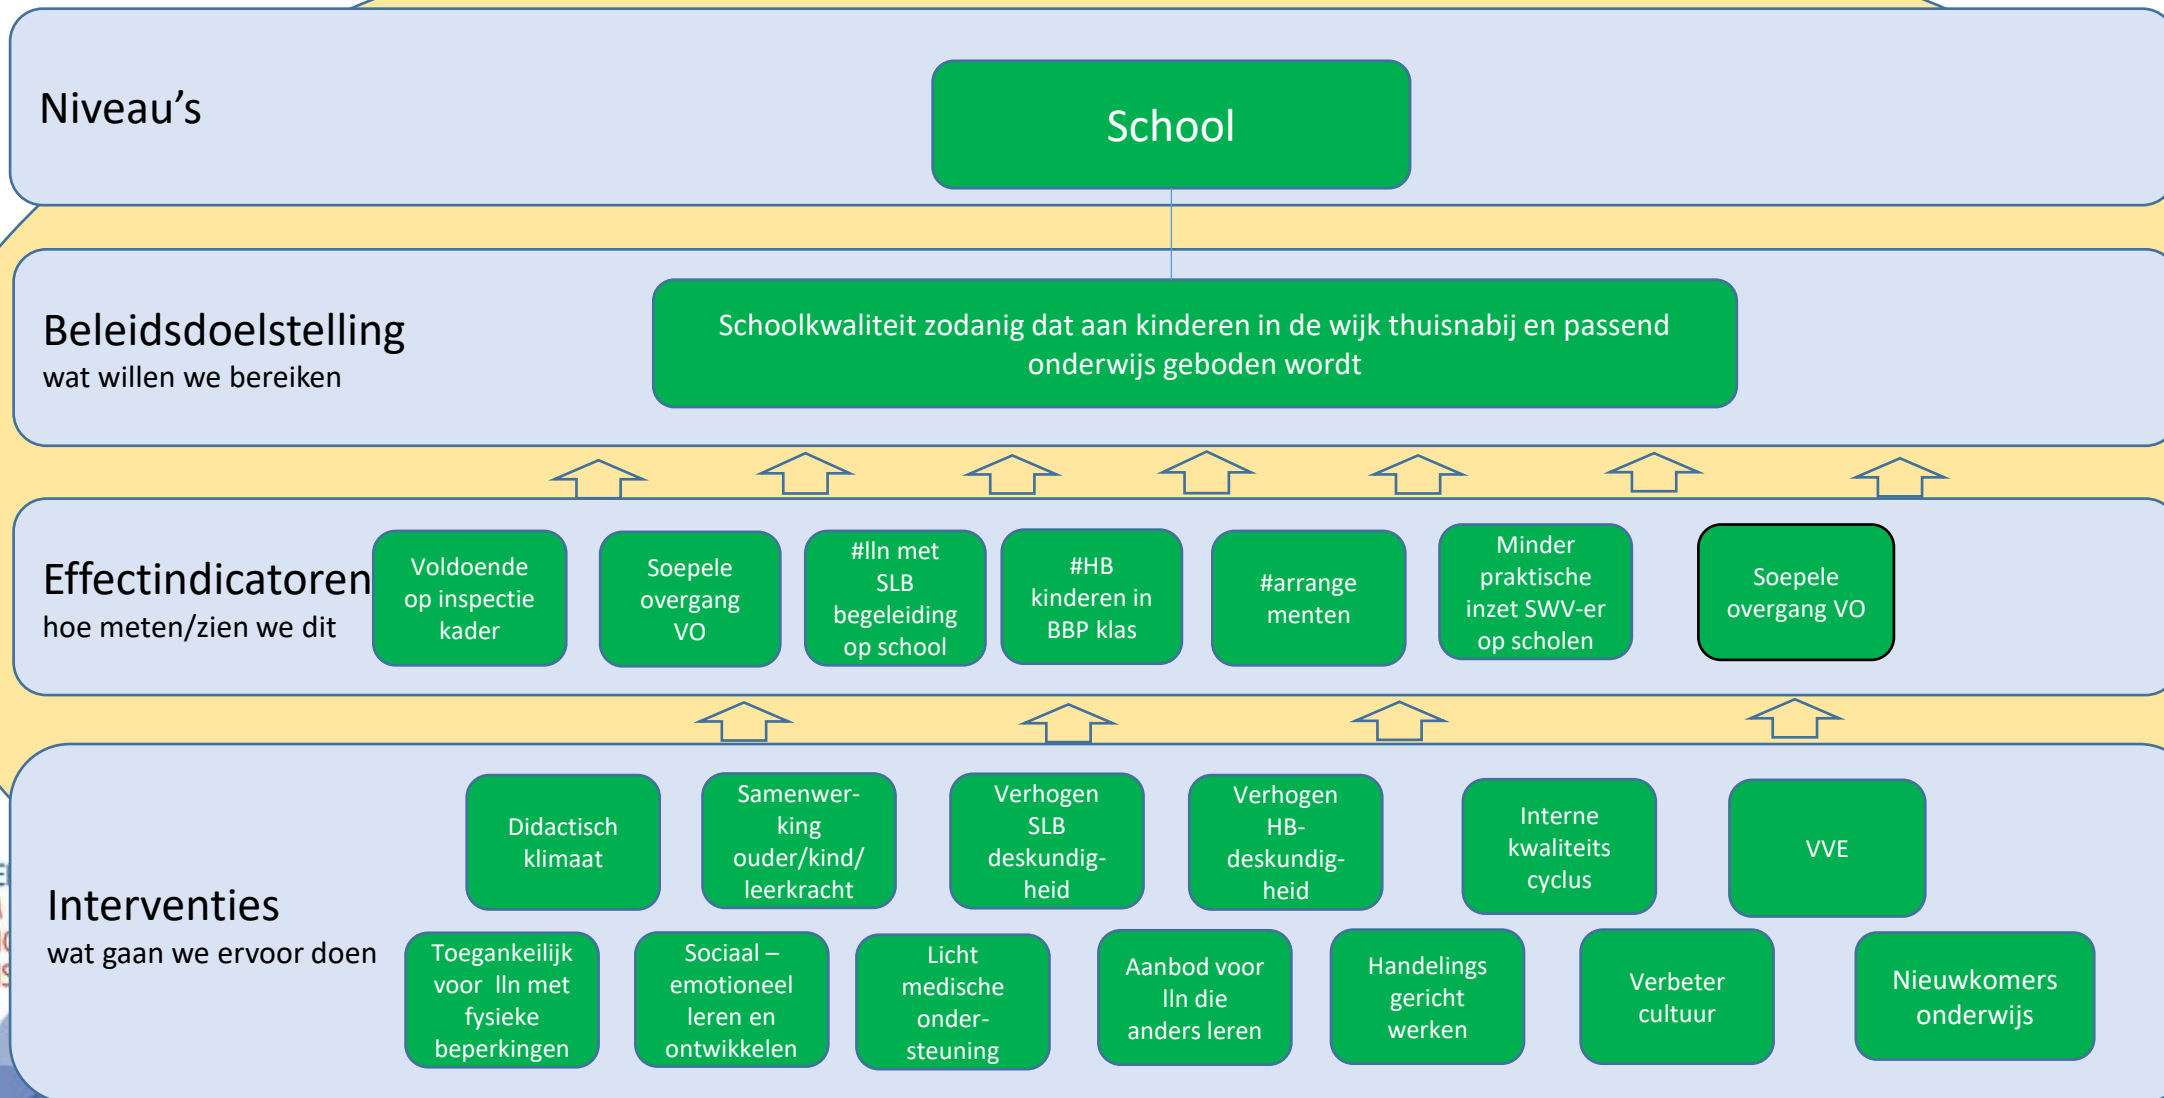 Niveau's
School
Beleidsdoelstelling
wat willen we bereiken
Schoolkwaliteit zodanig dat aan kinderen in de wijk thuisnabij en passend
onderwijs geboden wordt
Effectindicatoren
hoe meten/zien we dit
Voldoende
op inspectie
kader
Soepele
overgang
VO
#lln met
SLB
begeleiding
op school
#HB
kinderen in
BBP klas
#arrange
menten
Minder
praktische
inzet SWV-er
op scholen
Soepele
overgang VO
Interventies
wat gaan we ervoor doen
Didactisch
klimaat
Samenwer-
king
ouder/kind/
leerkracht
Verhogen
SLB
deskundig-
heid
Verhogen
HB-
deskundig-
heid
Interne
kwaliteits
cyclus
VVE
Toegankeilijk
voor lln met
fysieke
beperkingen
Sociaal –
emotioneel
leren en
ontwikkelen
Licht
medische
onder-
steuning
Aanbod voor
lln die
anders leren
Handelings
gericht
werken
Verbeter
cultuur
Nieuwkomers
onderwijs